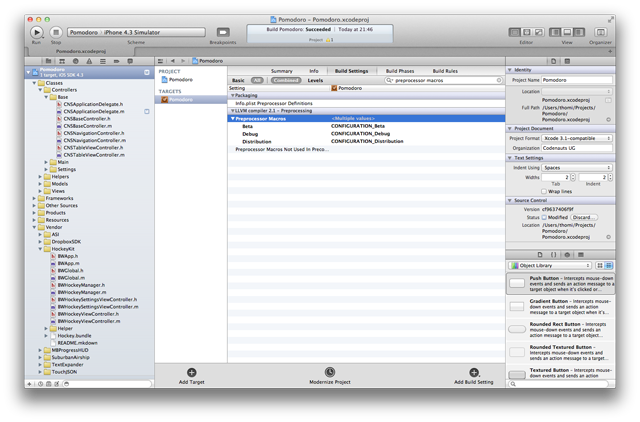 Pomodoro – Pomodoro.xcodeproj
Pomodoro | iPhone 4.3 Simulator
Build Pomodoro: Succeeded | Today at 21:46
Project 1
Run
Stop
Scheme
Breakpoints
Editor
View
Organizer
Pomodoro.xcodeproj
Pomodoro
1 target, iOS SDK 4.3
Classes
Controllers
Base
CNSApplicationDelegate.h
CNSApplicationDelegate.m
CNSBaseController.h
CNSBaseController.m
CNSNavigationController.h
CNSNavigationController.m
CNSTableViewController.h
CNSTableViewController.m
Main
Settings
Helpers
Models
Views
Frameworks
Other Sources
Products
Resources
Vendor
ASI
DropboxSDK
HockeyKit
BWApp.h
BWApp.m
BWGlobal.h
BWGlobal.m
BWHockeyManager.h
BWHockeyManager.m
BWHockeySettingsViewController.h
BWHockeySettingsViewController.m
BWHockeyViewController.h
BWHockeyViewController.m
Helper
Hockey.bundle
README.mkdown
MBProgressHUD
SuburbanAirship
TextExpander
TouchJSON
Pomodoro
PROJECT
Pomodoro
TARGETS
Pomodoro
Summary
Info
Build Settings
Build Phases
Build Rules
Basic
All
Combined
Levels
preprocessor macros
Setting
Pomodoro
Packaging
Info.plist Preprocessor Definitions
LLVM compiler 2.1 - Preprocessing
Preprocessor Macros
<Multiple values>
Beta
CONFIGURATION_Beta
Debug
CONFIGURATION_Debug
Distribution
CONFIGURATION_Distribution
Preprocessor Macros Not Used In Preco...
Add Target
Modernize Project
Add Build Setting
Identity
Project Name
Pomodoro
Location
Pomodoro.xcodeproj
Full Path
/Users/thomi/Projects/
Pomodoro/
Pomodoro.xcodeproj
Project Document
Project Format
Xcode 3.1-compatible
Organization
Codenauts UG
Text Settings
Indent Using
Spaces
Widths
2
2
Tab
Indent
Wrap lines
Source Control
Version
cf9637406f9f
Status
Modified
Discard...
Location
/Users/thomi/Projects/
Pomodoro/
Pomodoro.xcodeproj
Object Library
Push Button - Intercepts mouse-
down events and sends an action
message to a target object when it's
clicked or...
Gradient Button - Intercepts mouse-
down events and sends an action
message to a target object when...
Rounded Rect Button - Intercepts
mouse-down events and sends an
action message to a target object...
Rounded Textured Button -
Intercepts mouse-down events and
sends an action message to a target...
Textured Button - Intercepts mouse-
down events and sends an action